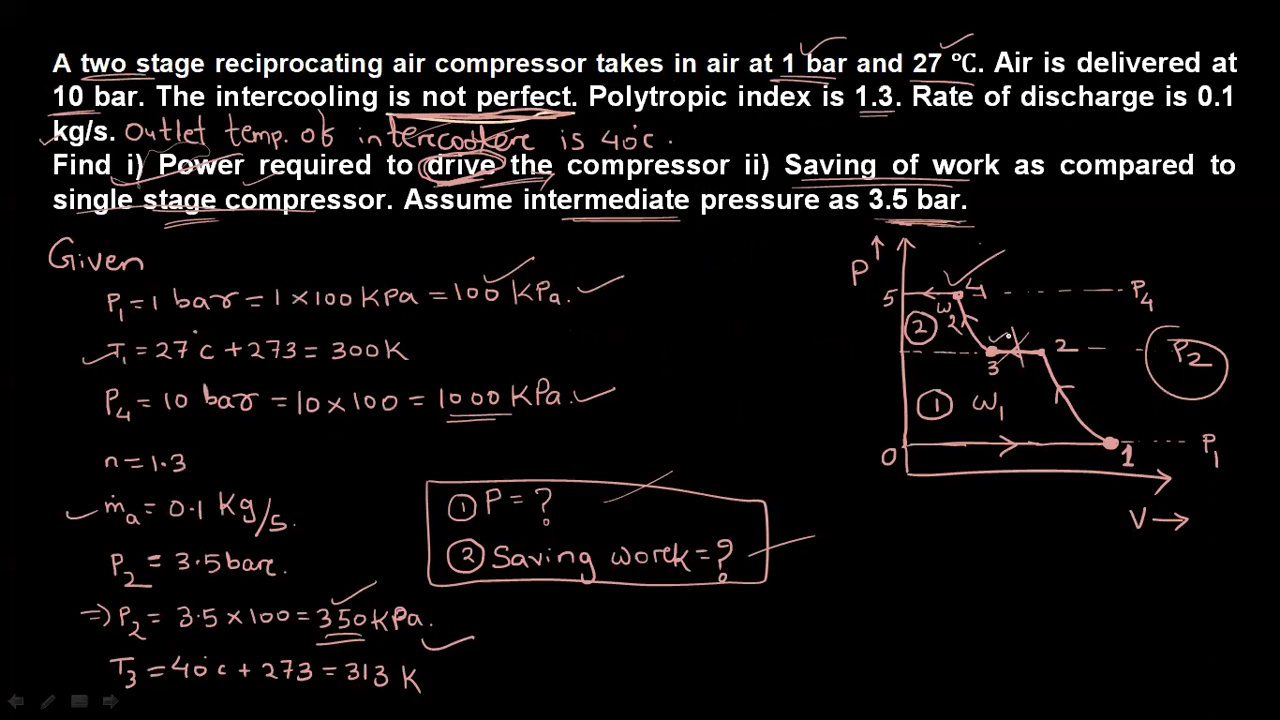 A two stage reciprocating air compressor takes in air at 1 bar and 27 ℃. Air is delivered at
10 bar. The intercooling is not perfect. Polytropic index is 1.3. Rate of discharge is 0.1
kg/s. Outlet temp. of intercoolere is 40°c.
Find i) Power required to drive the compressor ii) Saving of work as compared to
single stage compressor. Assume intermediate pressure as 3.5 bar.
Given
P₁ = 1 bar = 1 × 100 KPa = 100 KPa.
T₁ = 27°c + 273 = 300K
P₄ = 10 bar = 10 × 100 = 1000 KPa.
n = 1.3
ṁa = 0.1 Kg/s.
P₂ = 3.5 bar.
=> P₂ = 3.5 × 100 = 350 KPa.
T₃ = 40°c + 273 = 313 K
① P = ?
② Saving work = ?
P ↑
5 4 P₄
② W₂
3 2 P₂
① W₁
0 1 P₁
V →